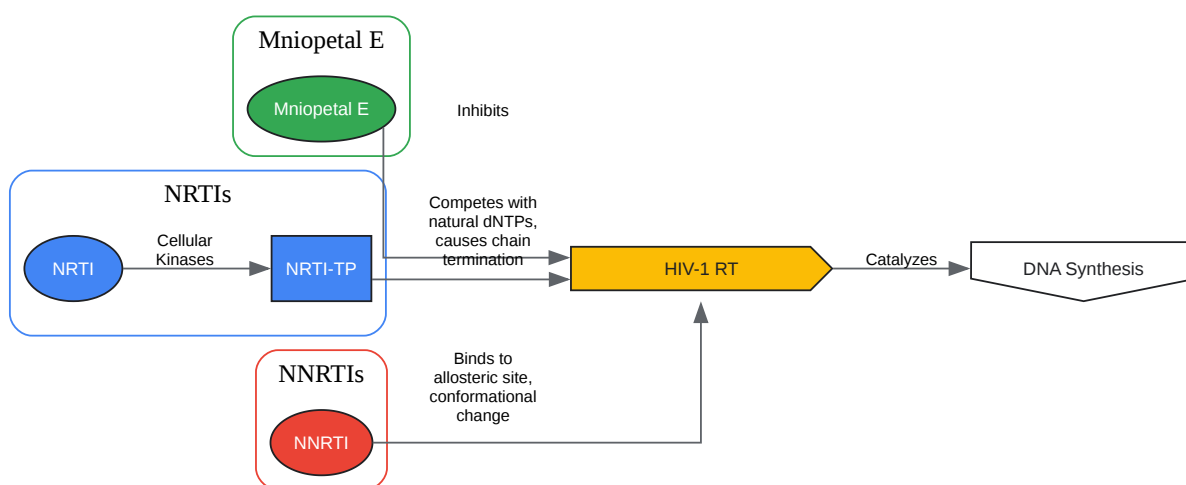 Mniopetal E
Mniopetal E
Inhibits
NRTIs
NRTI
Cellular
Kinases
NRTI-TP
Competes with
natural dNTPs,
causes chain
termination
HIV-1 RT
Catalyzes
DNA Synthesis
NNRTIs
NNRTI
Binds to
allosteric site,
conformational
change